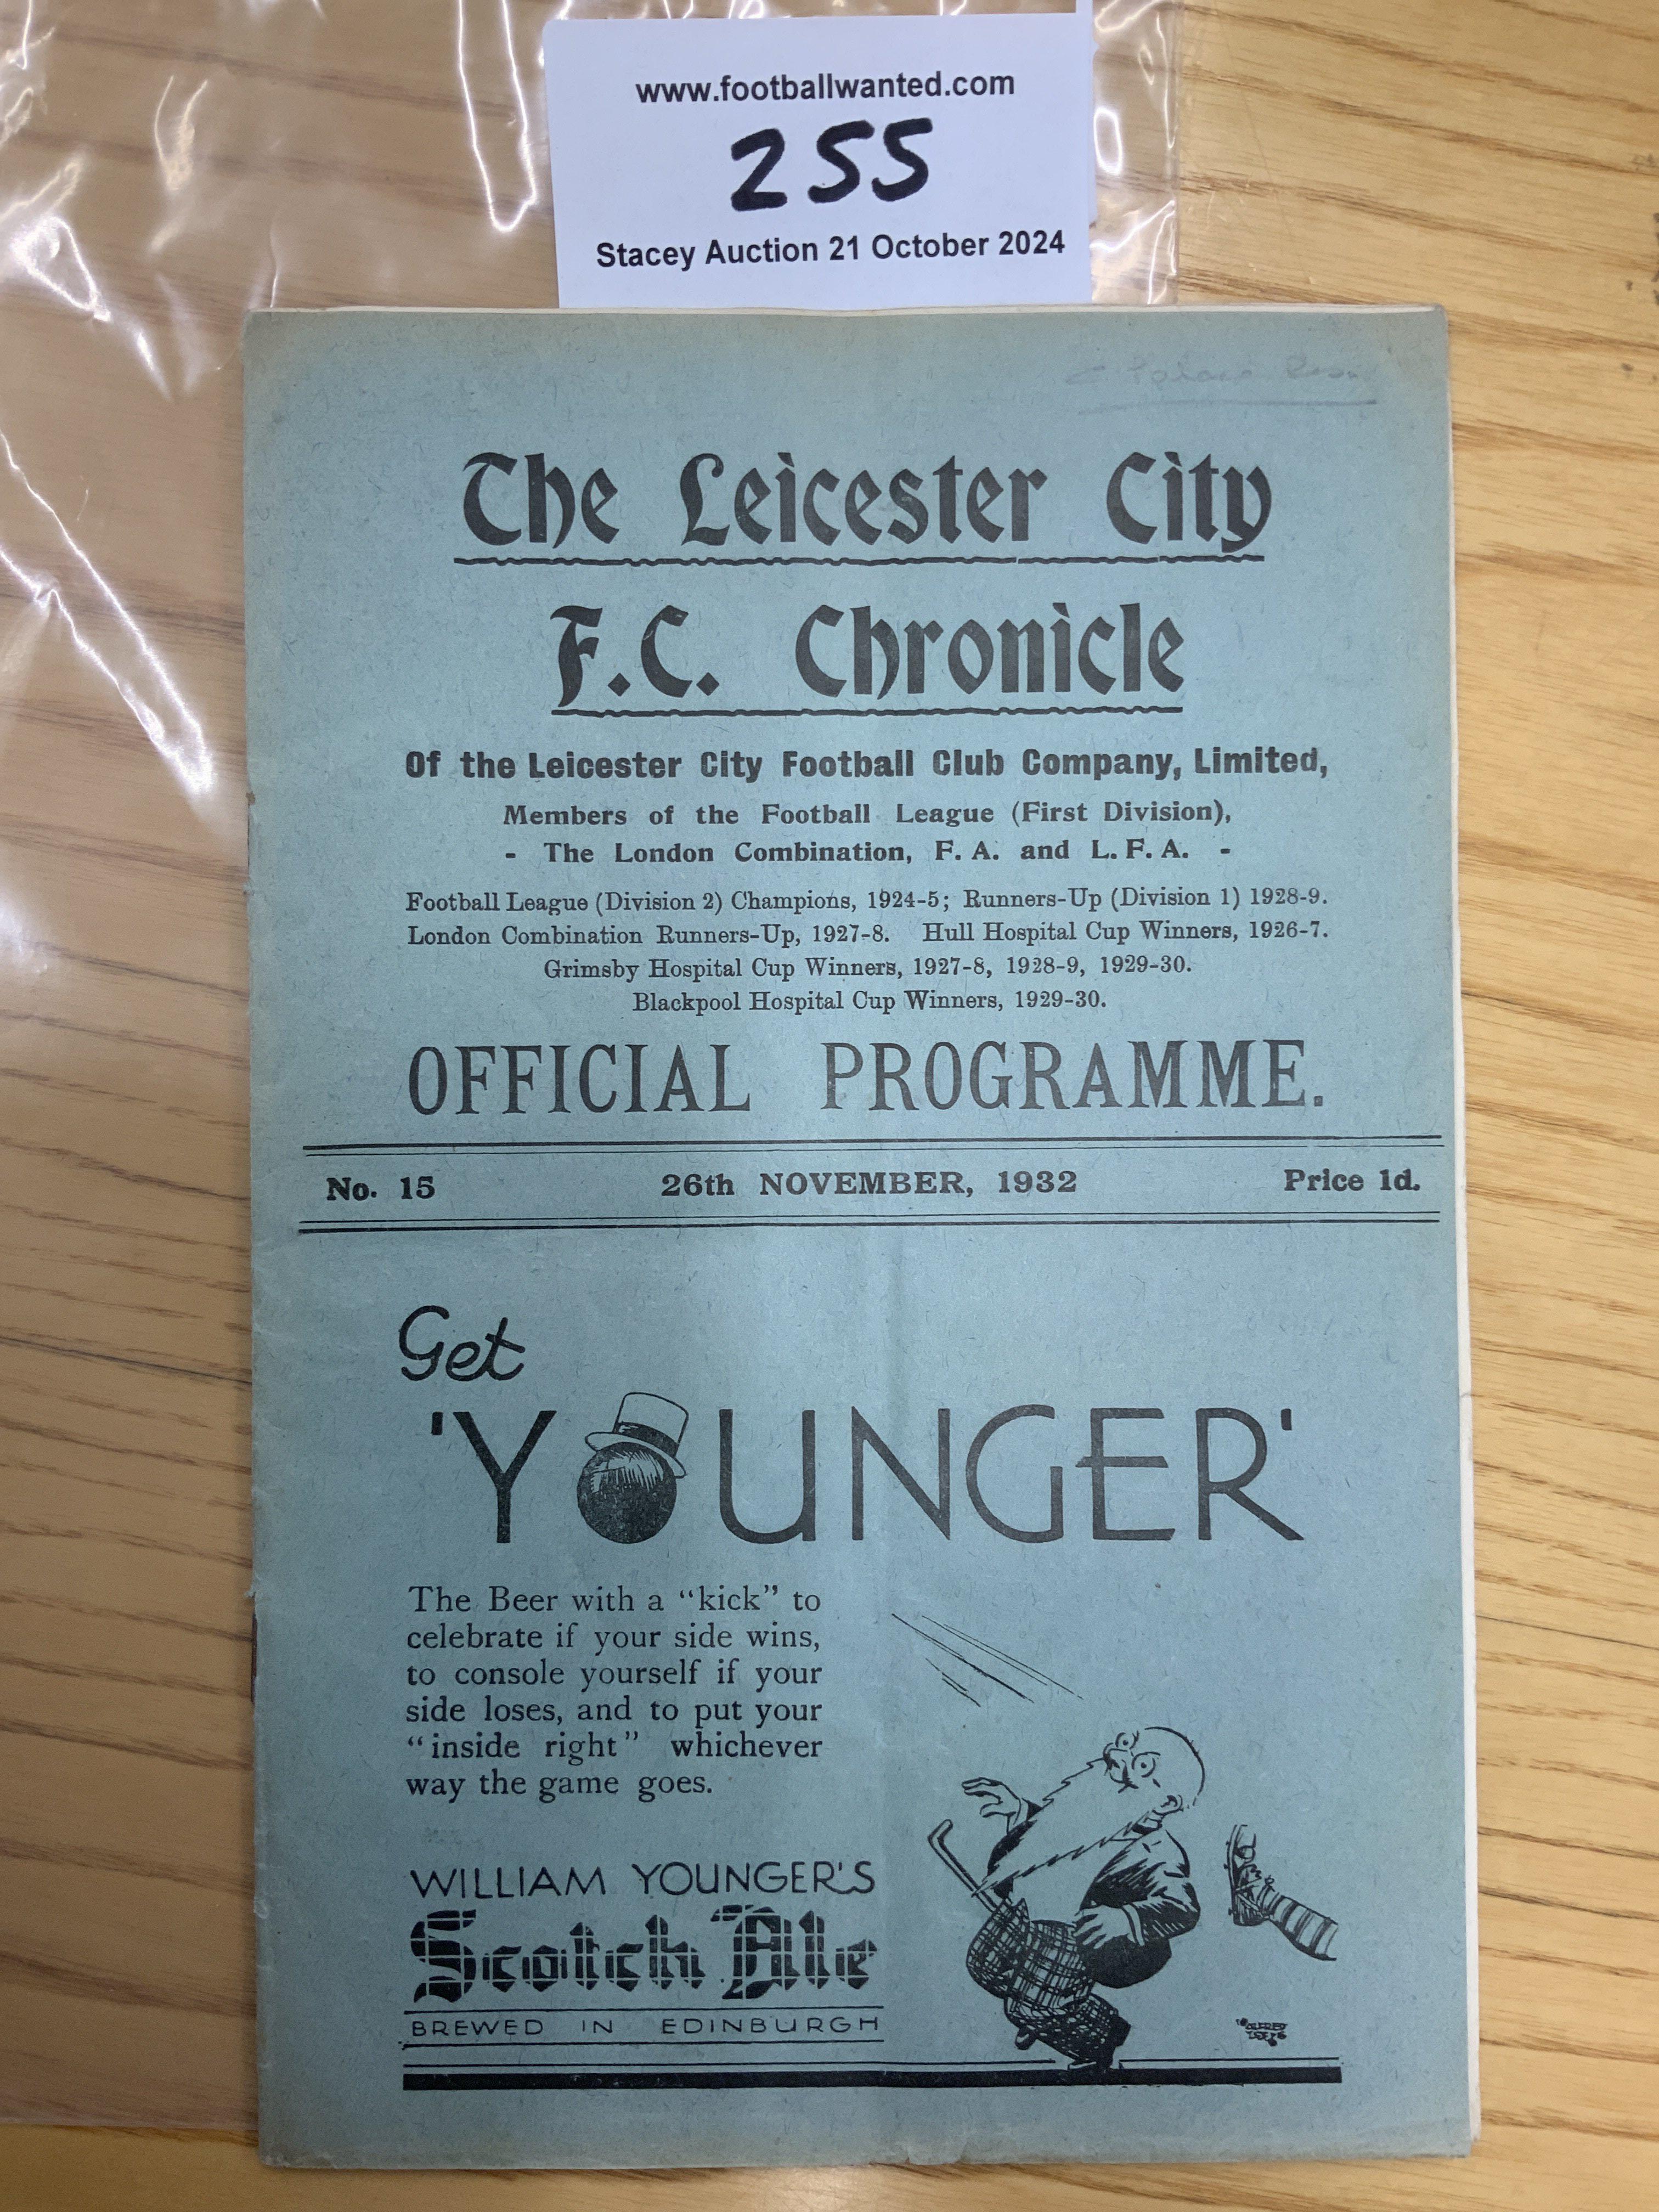 www.footballwanted.com
255
Stacey Auction 21 October 2024
The Leicester City
F.C. Chronicle
Of the Leicester City Football Club Company, Limited,
Members of the Football League (First Division),
- The London Combination, F. A. and L. F. A. -
Football League (Division 2) Champions, 1924-5; Runners-Up (Division 1) 1928-9.
London Combination Runners-Up, 1927-8. Hull Hospital Cup Winners, 1926-7.
Grimsby Hospital Cup Winners, 1927-8, 1928-9, 1929-30.
Blackpool Hospital Cup Winners, 1929-30.
OFFICIAL PROGRAMME.
No. 15 26th NOVEMBER, 1932 Price 1d.
Get
'YOUNGER'
The Beer with a "kick" to
celebrate if your side wins,
to console yourself if your
side loses, and to put your
"inside right" whichever
way the game goes.
WILLIAM YOUNGER'S
Scotch Ale
BREWED IN EDINBURGH